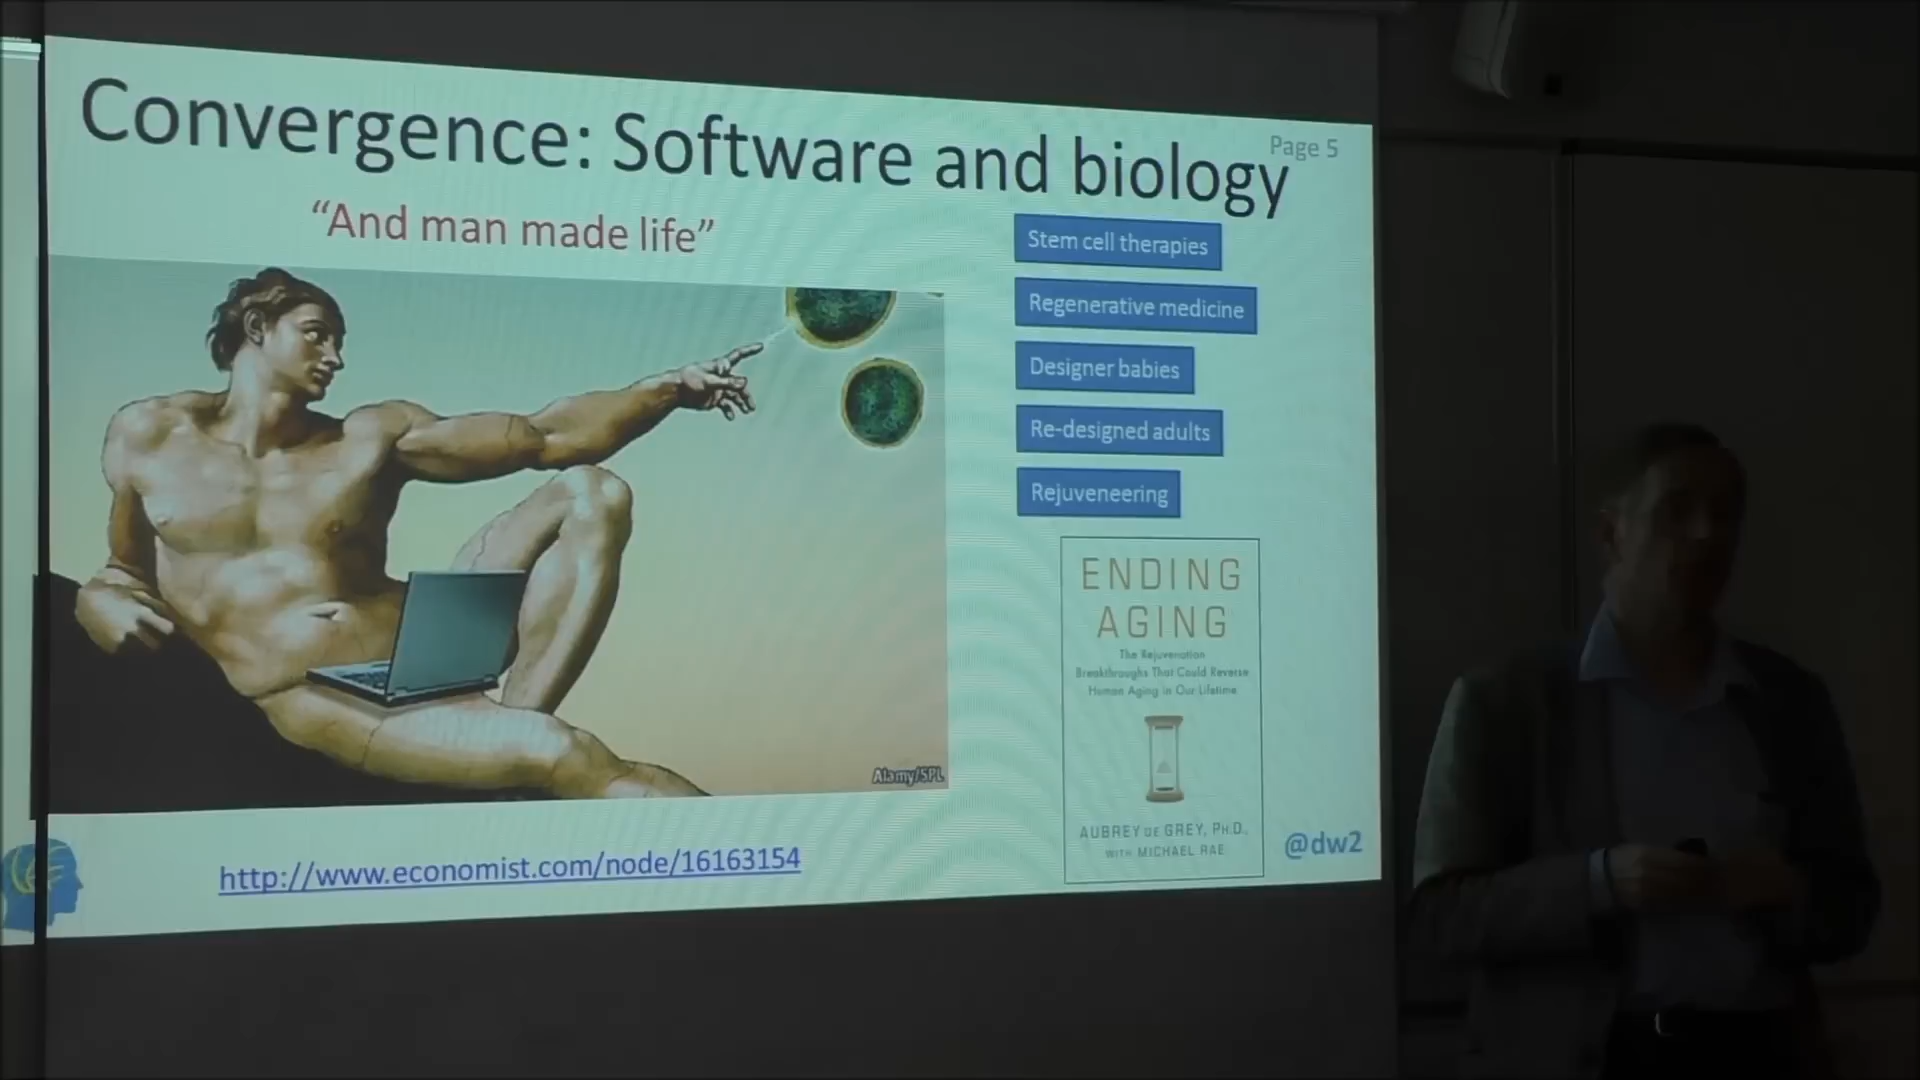 Convergence: Software and biology
Page 5
“And man made life”
Stem cell therapies
Regenerative medicine
Designer babies
Re-designed adults
Rejuveneering
Alamy/SPL
ENDING
AGING
The Rejuvenation
Breakthroughs That Could Reverse
Human Aging in Our Lifetime
AUBREY DE GREY, PH.D.,
WITH MICHAEL RAE
http://www.economist.com/node/16163154
@dw2